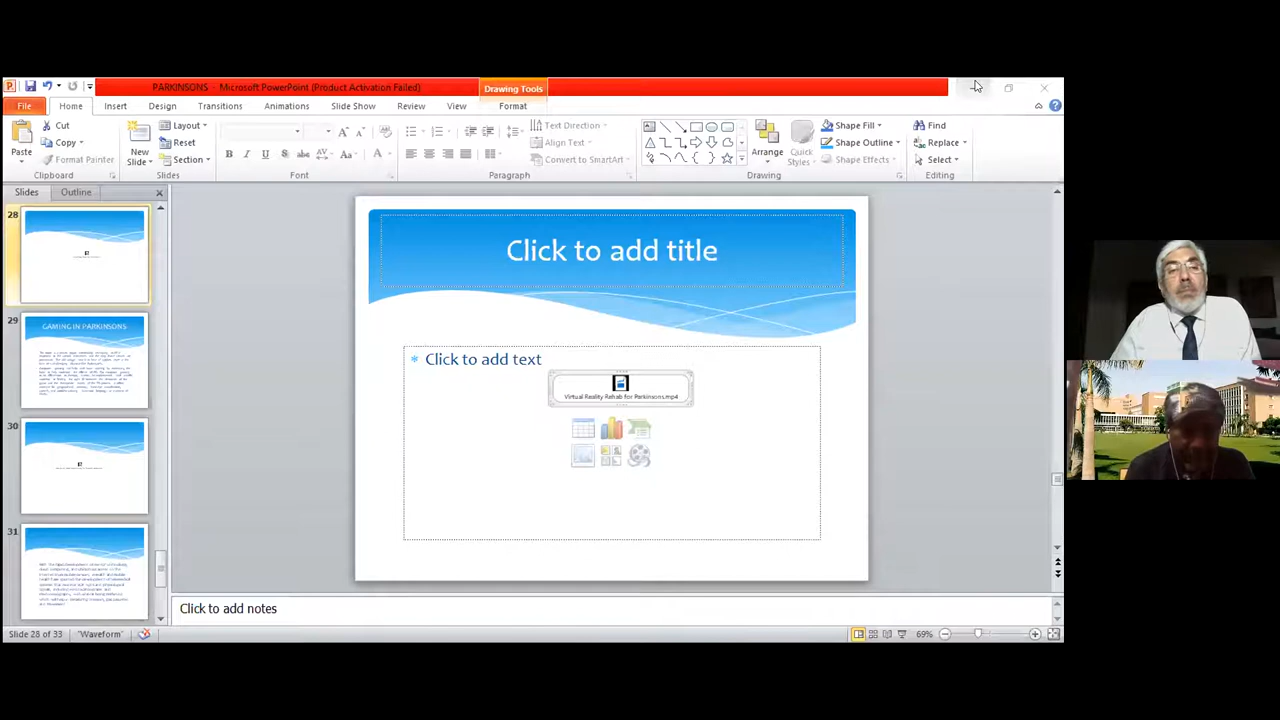 PARKINSONS - Microsoft PowerPoint (Product Activation Failed)
Drawing Tools
File Home Insert Design Transitions Animations Slide Show Review View Format
Paste
Cut
Copy
Format Painter
Clipboard
New
Slide
Layout
Reset
Section
Slides
B I U S abc AV Aa A
Font
Text Direction
Align Text
Convert to SmartArt
Paragraph
Arrange
Quick
Styles
Shape Fill
Shape Outline
Shape Effects
Drawing
Find
Replace
Select
Editing
Slides Outline
28
29
GAMING IN PARKINSONS
30
31
Click to add title
Click to add text
Virtual Reality Rehab for Parkinsons.mp4
Click to add notes
Slide 28 of 33 "Waveform" 69%